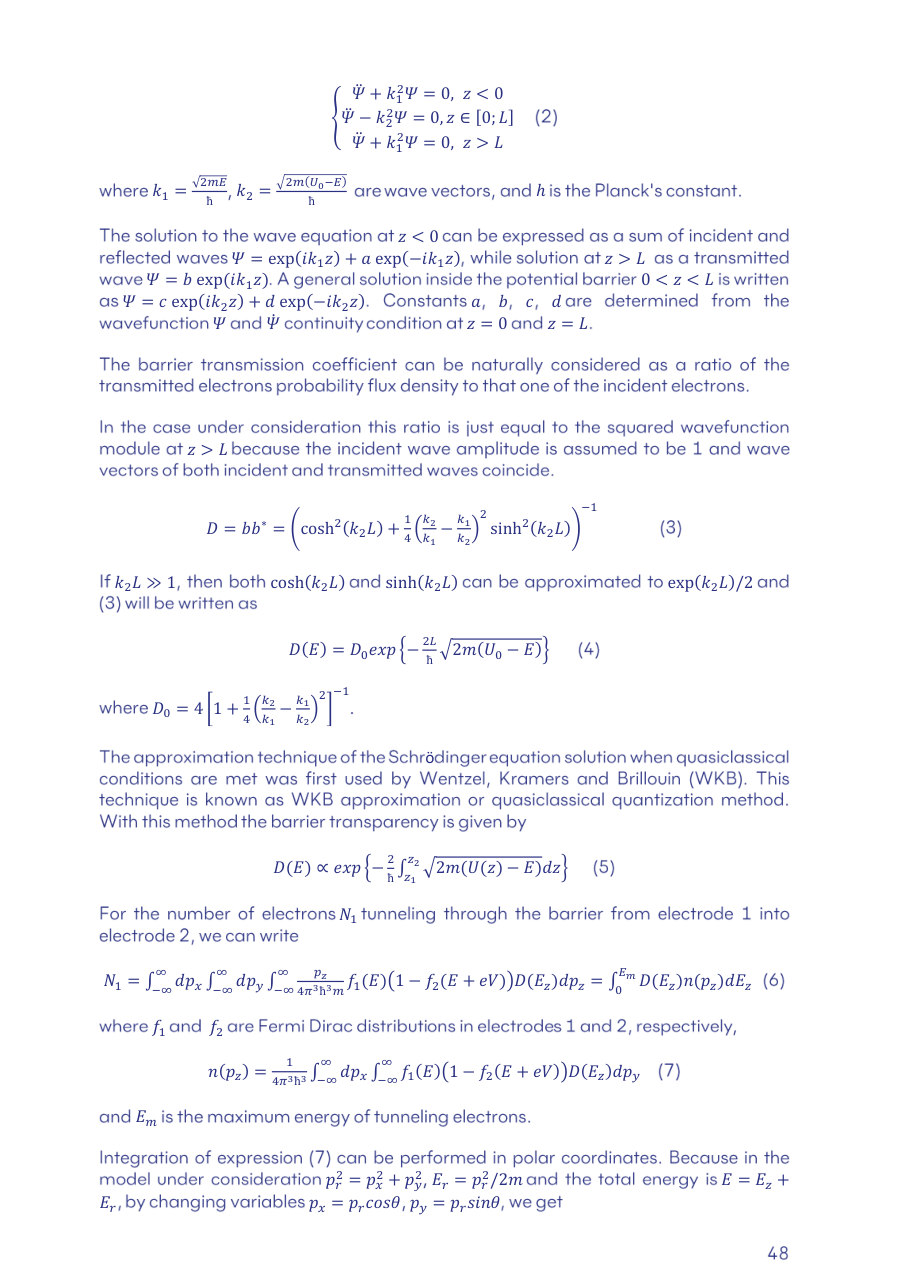 Ψ̈ + k₁²Ψ = 0, z < 0
Ψ̈ − k₂²Ψ = 0, z ∈ [0; L] (2)
Ψ̈ + k₁²Ψ = 0, z > L
where k₁ = √(2mE)/ħ, k₂ = √(2m(U₀−E))/ħ are wave vectors, and ℎ is the Planck's constant.
The solution to the wave equation at z < 0 can be expressed as a sum of incident and
reflected waves Ψ = exp(ik₁z) + a exp(−ik₁z), while solution at z > L as a transmitted
wave Ψ = b exp(ik₁z). A general solution inside the potential barrier 0 < z < L is written
as Ψ = c exp(ik₂z) + d exp(−ik₂z). Constants a, b, c, d are determined from the
wavefunction Ψ and Ψ̇ continuity condition at z = 0 and z = L.
The barrier transmission coefficient can be naturally considered as a ratio of the
transmitted electrons probability flux density to that one of the incident electrons.
In the case under consideration this ratio is just equal to the squared wavefunction
module at z > L because the incident wave amplitude is assumed to be 1 and wave
vectors of both incident and transmitted waves coincide.
D = bb* = (cosh²(k₂L) + 1/4 (k₂/k₁ − k₁/k₂)² sinh²(k₂L))⁻¹ (3)
If k₂L ≫ 1, then both cosh(k₂L) and sinh(k₂L) can be approximated to exp(k₂L)/2 and
(3) will be written as
D(E) = D₀exp{−2L/ħ √(2m(U₀ − E))} (4)
where D₀ = 4[1 + 1/4 (k₂/k₁ − k₁/k₂)²]⁻¹.
The approximation technique of the Schrödinger equation solution when quasiclassical
conditions are met was first used by Wentzel, Kramers and Brillouin (WKB). This
technique is known as WKB approximation or quasiclassical quantization method.
With this method the barrier transparency is given by
D(E) ∝ exp{−2/ħ ∫_{z₁}^{z₂} √(2m(U(z) − E))dz} (5)
For the number of electrons N₁ tunneling through the barrier from electrode 1 into
electrode 2, we can write
N₁ = ∫_{−∞}^{∞} dpₓ ∫_{−∞}^{∞} dp_y ∫_{−∞}^{∞} p_z/(4π³ħ³m) f₁(E)(1 − f₂(E + eV))D(E_z)dp_z = ∫₀^{E_m} D(E_z)n(p_z)dE_z (6)
where f₁ and f₂ are Fermi Dirac distributions in electrodes 1 and 2, respectively,
n(p_z) = 1/(4π³ħ³) ∫_{−∞}^{∞} dpₓ ∫_{−∞}^{∞} f₁(E)(1 − f₂(E + eV))D(E_z)dp_y (7)
and E_m is the maximum energy of tunneling electrons.
Integration of expression (7) can be performed in polar coordinates. Because in the
model under consideration p_r² = pₓ² + p_y², E_r = p_r²/2m and the total energy is E = E_z +
E_r, by changing variables pₓ = p_r cosθ, p_y = p_r sinθ, we get
48